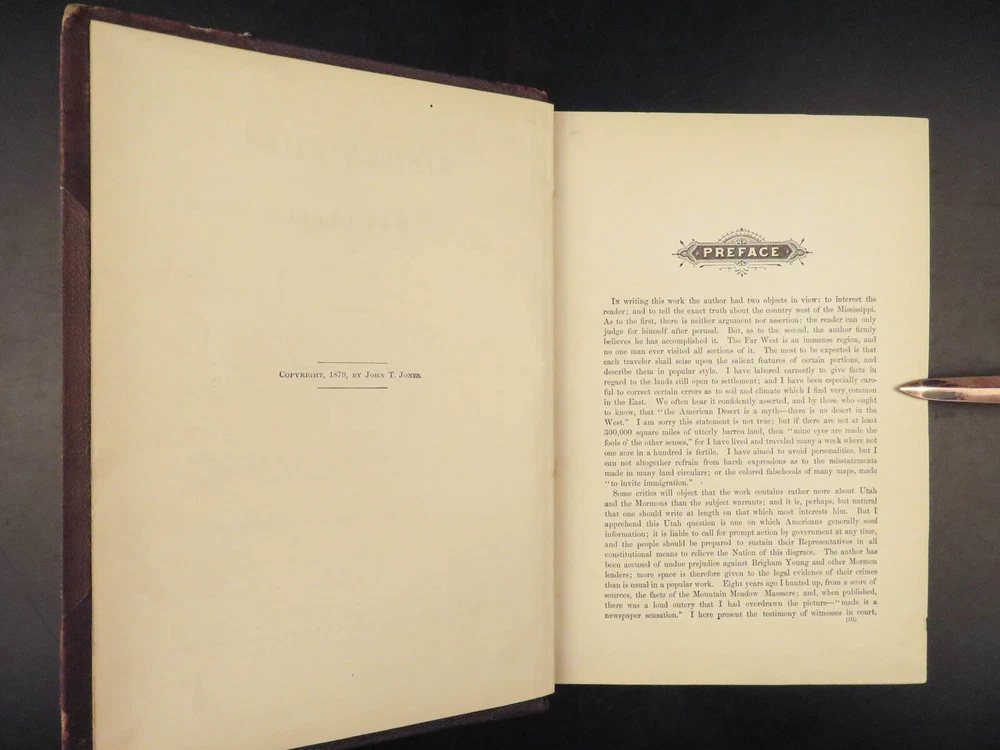 Copyright, 1879, by John T. Jones.
PREFACE
In writing this work the author had two objects in view: to interest the
reader; and to tell the exact truth about the country west of the Mississippi.
As to the first, there is neither argument nor assertion; the reader can only
judge for himself after perusal. But, as to the second, the author firmly
believes he has accomplished it. The Far West is an immense region, and
no one man ever visited all sections of it. The most to be expected is that
each traveler shall seize upon the salient features of certain portions, and
describe them in popular style. I have labored earnestly to give facts in
regard to the lands still open to settlement; and I have been especially care-
ful to correct certain errors as to soil and climate which I find very common
in the East. We often hear it confidently asserted, and by those who ought
to know, that "the American Desert is a myth—there is no desert in the
West." I am sorry this statement is not true; but if there are not at least
300,000 square miles of utterly barren land, then "mine eyes are made the
fools o' the other senses," for I have lived and traveled many a week where not
one acre in a hundred is fertile. I have aimed to avoid personalities, but I
can not altogether refrain from harsh expressions as to the misstatements
made in many land circulars; or the colored falsehoods of many maps, made
"to invite immigration."
Some critics will object that the work contains rather more about Utah
and the Mormons than the subject warrants; and it is, perhaps, but natural
that one should write at length on that which most interests him. But I
apprehend this Utah question is one on which Americans generally need
information; it is liable to call for prompt action by government at any time,
and the people should be prepared to sustain their Representatives in all
constitutional means to relieve the Nation of this disgrace. The author has
been accused of undue prejudice against Brigham Young and other Mormon
leaders; more space is therefore given to the legal evidence of their crimes
than is usual in a popular work. Eight years ago I hunted up, from a score of
sources, the facts of the Mountain Meadow Massacre; and, when published,
there was a loud outcry that I had overdrawn the picture—"made it a
newspaper sensation." I here present the testimony of witnesses in court,
(iii)